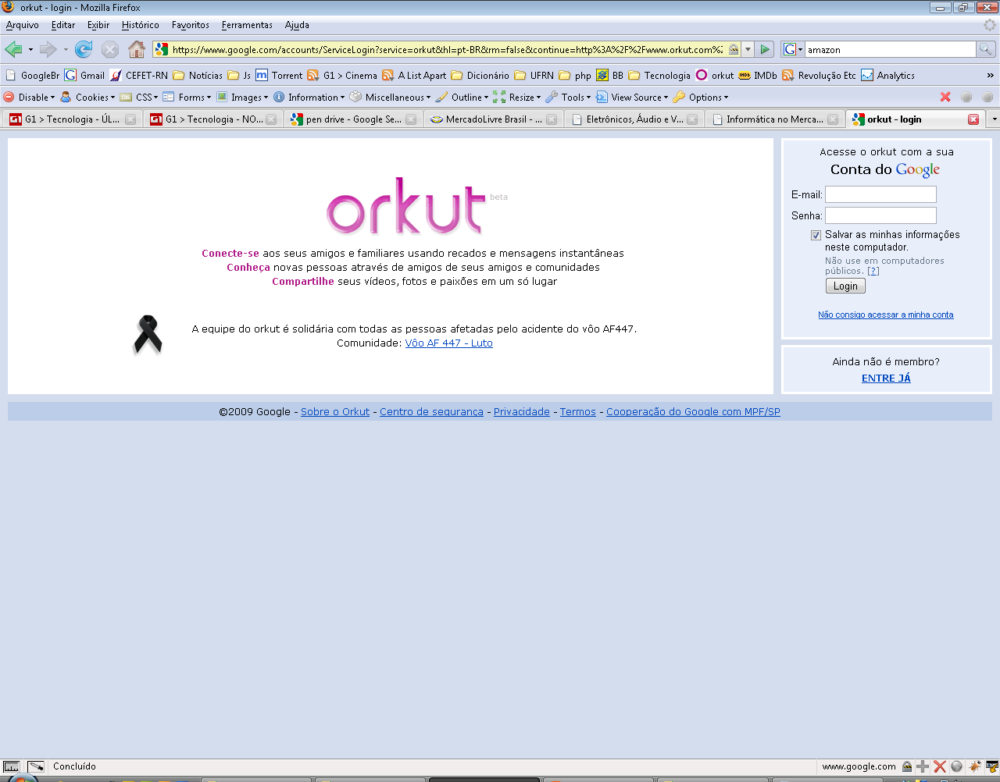 orkut - login - Mozilla Firefox
Arquivo Editar Exibir Histórico Favoritos Ferramentas Ajuda
https://www.google.com/accounts/ServiceLogin?service=orkut&hl=pt-BR&rm=false&continue=http%3A%2F%2Fwww.orkut.com%2 amazon
GoogleBr Gmail CEFET-RN Notícias Js Torrent G1 > Cinema A List Apart Dicionário UFRN php BB Tecnologia orkut IMDb Revolução Etc Analytics »
Disable Cookies CSS Forms Images Information Miscellaneous Outline Resize Tools View Source Options
G1 > Tecnologia - ÚL... G1 > Tecnologia - NO... pen drive - Google Se... MercadoLivre Brasil - ... Eletrônicos, Áudio e V... Informática no Merca... orkut - login
orkut beta
Conecte-se aos seus amigos e familiares usando recados e mensagens instantâneas
Conheça novas pessoas através de amigos de seus amigos e comunidades
Compartilhe seus vídeos, fotos e paixões em um só lugar
A equipe do orkut é solidária com todas as pessoas afetadas pelo acidente do vôo AF447.
Comunidade: Vôo AF 447 - Luto
Acesse o orkut com a sua
Conta do Google
E-mail:
Senha:
Salvar as minhas informações
neste computador.
Não use em computadores
públicos. [?]
Login
Não consigo acessar a minha conta
Ainda não é membro?
ENTRE JÁ
©2009 Google - Sobre o Orkut - Centro de segurança - Privacidade - Termos - Cooperação do Google com MPF/SP
Concluído www.google.com